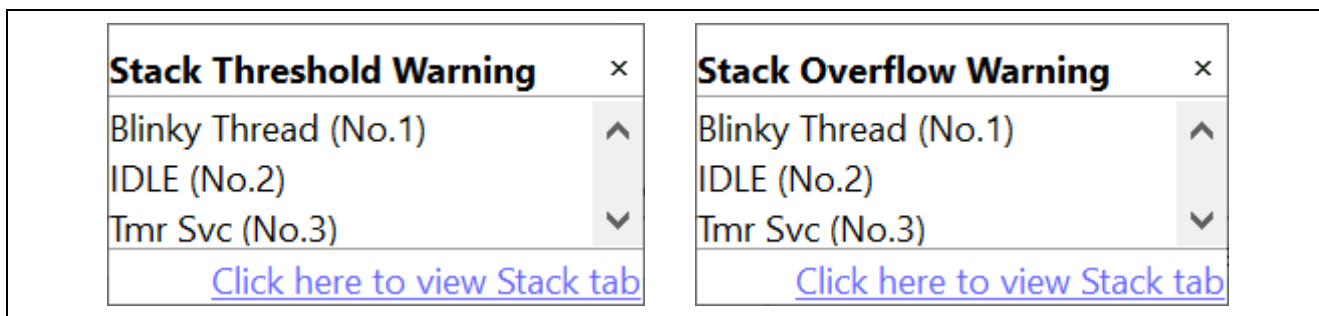 Stack Threshold Warning ×
Blinky Thread (No.1)
IDLE (No.2)
Tmr Svc (No.3)
Click here to view Stack tab
Stack Overflow Warning ×
Blinky Thread (No.1)
IDLE (No.2)
Tmr Svc (No.3)
Click here to view Stack tab